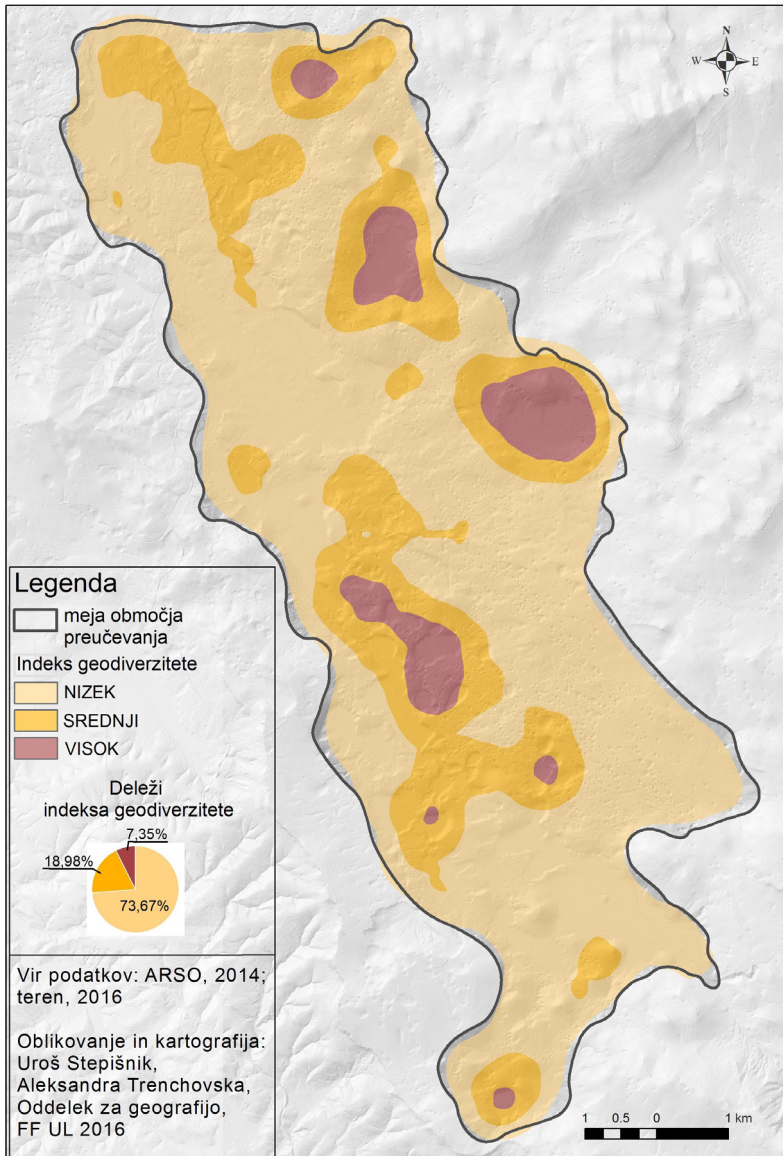 N
W E
S
Legenda
meja območja
preučevanja
Indeks geodiverzitete
NIZEK
SREDNJI
VISOK
Deleži
indeksa geodiverzitete
7,35%
18,98%
73,67%
Vir podatkov: ARSO, 2014;
teren, 2016
Oblikovanje in kartografija:
Uroš Stepišnik,
Aleksandra Trenchovska,
Oddelek za geografijo,
FF UL 2016
1 0.5 0 1 km